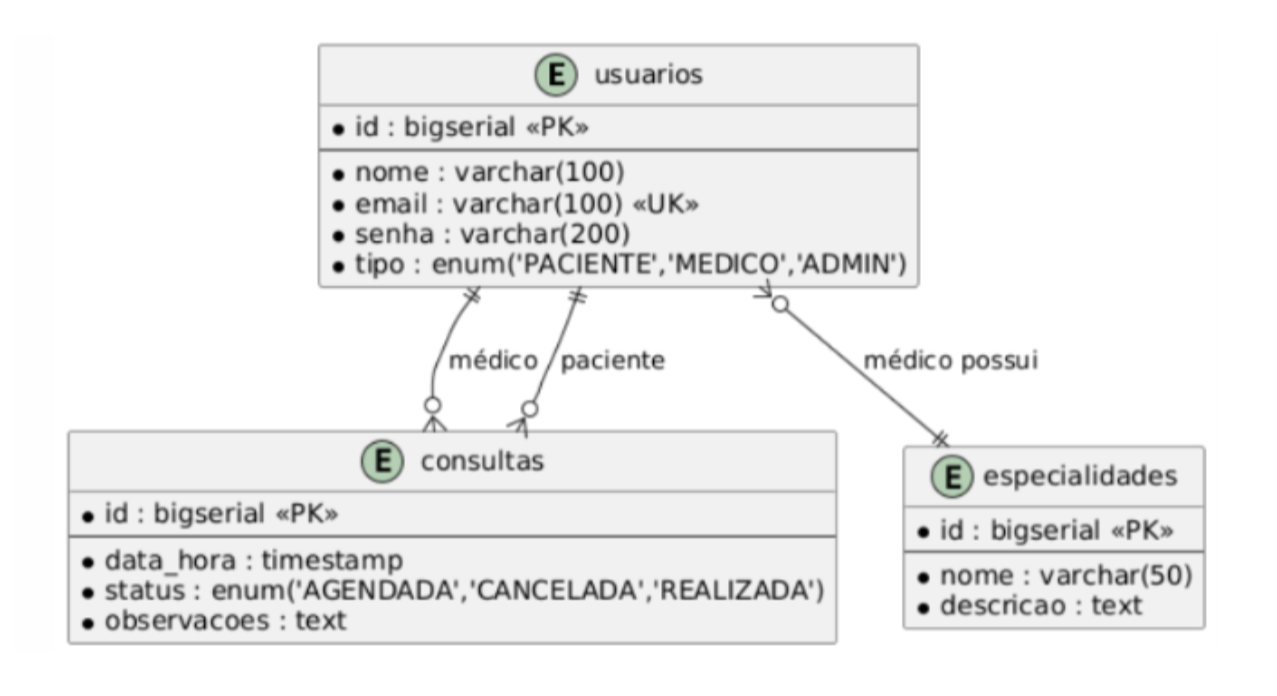 E usuarios
id : bigserial «PK»
nome : varchar(100)
email : varchar(100) «UK»
senha : varchar(200)
tipo : enum('PACIENTE','MEDICO','ADMIN')
médico
paciente
médico possui
E consultas
id : bigserial «PK»
data_hora : timestamp
status : enum('AGENDADA','CANCELADA','REALIZADA')
observacoes : text
E especialidades
id : bigserial «PK»
nome : varchar(50)
descricao : text